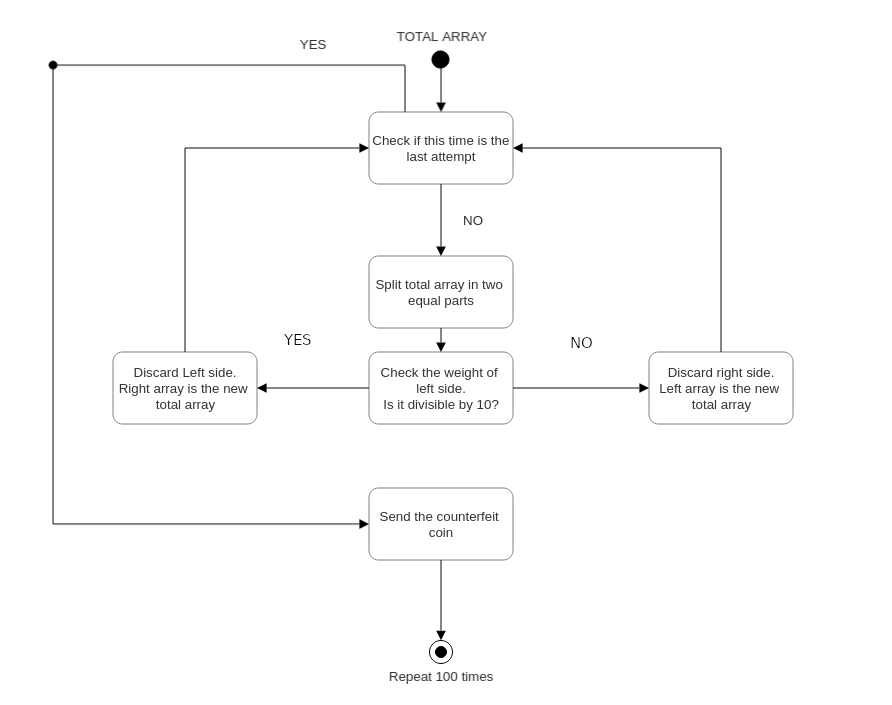 YES
TOTAL ARRAY
Check if this time is the
last attempt
NO
Split total array in two
equal parts
YES
NO
Discard Left side.
Right array is the new
total array
Check the weight of
left side.
Is it divisible by 10?
Discard right side.
Left array is the new
total array
Send the counterfeit
coin
Repeat 100 times